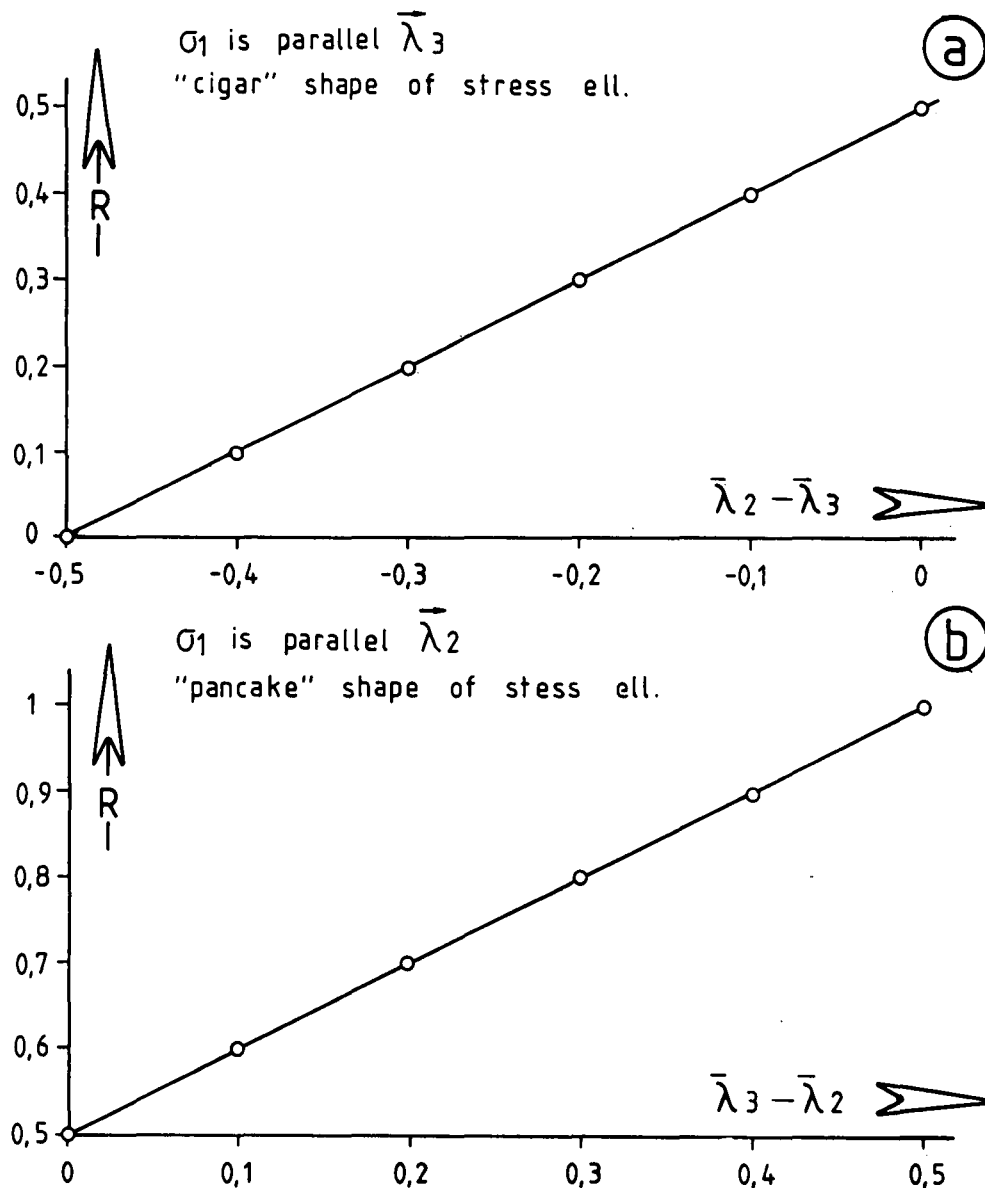 σ1 is parallel λ⃗3
"cigar" shape of stress ell.
a
0,5
0,4
0,3
0,2
0,1
0
R
λ̄2 – λ̄3
-0,5 -0,4 -0,3 -0,2 -0,1 0
σ1 is parallel λ⃗2
"pancake" shape of stess ell.
b
1
0,9
0,8
0,7
0,6
0,5
R
λ̄3 – λ̄2
0 0,1 0,2 0,3 0,4 0,5